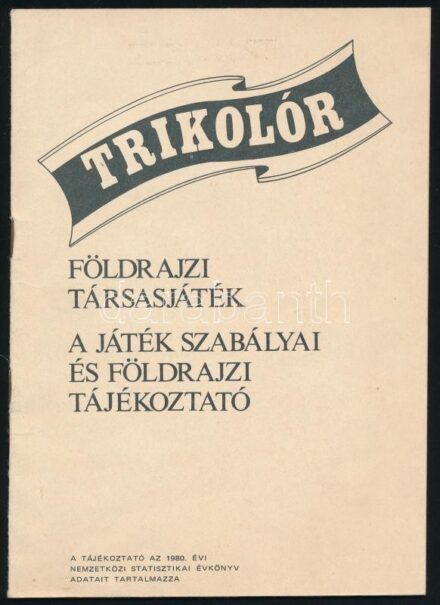 TRIKOLÓR
FÖLDRAJZI
TÁRSASJÁTÉK
darabanth
A JÁTÉK SZABÁLYAI
ÉS FÖLDRAJZI
TÁJÉKOZTATÓ
A TÁJÉKOZTATÓ AZ 1980. ÉVI
NEMZETKÖZI STATISZTIKAI ÉVKÖNYV
ADATAIT TARTALMAZZA